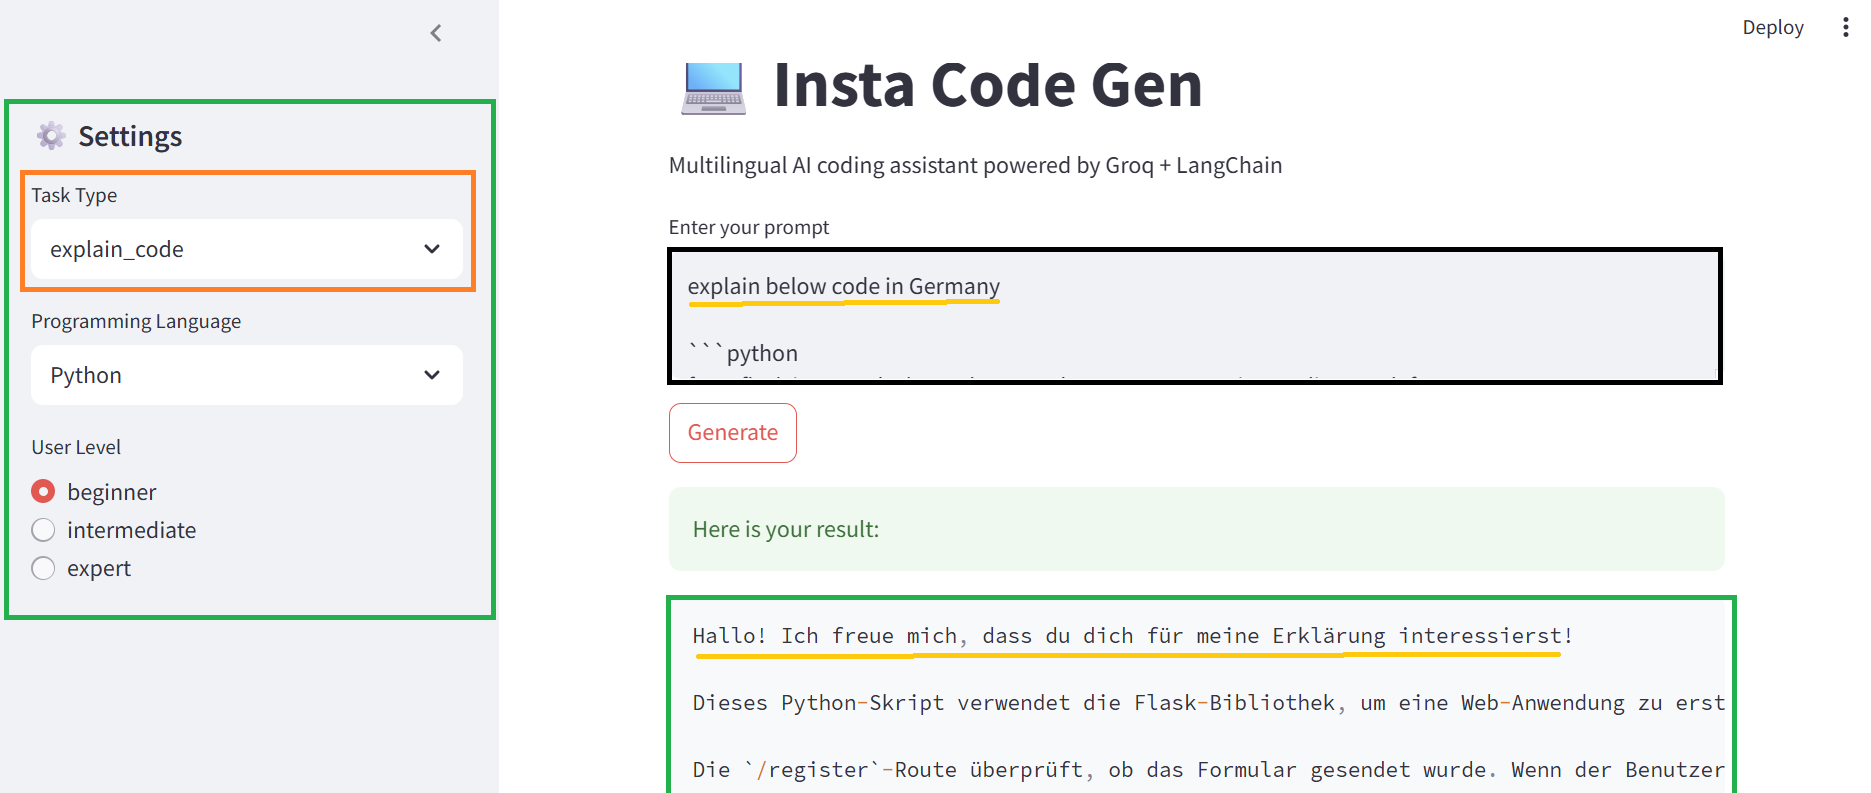 Deploy
Settings
Task Type
explain_code
Programming Language
Python
User Level
beginner
intermediate
expert
Insta Code Gen
Multilingual AI coding assistant powered by Groq + LangChain
Enter your prompt
explain below code in Germany
```python
Generate
Here is your result:
Hallo! Ich freue mich, dass du dich für meine Erklärung interessierst!
Dieses Python-Skript verwendet die Flask-Bibliothek, um eine Web-Anwendung zu erst
Die `/register`-Route überprüft, ob das Formular gesendet wurde. Wenn der Benutzer